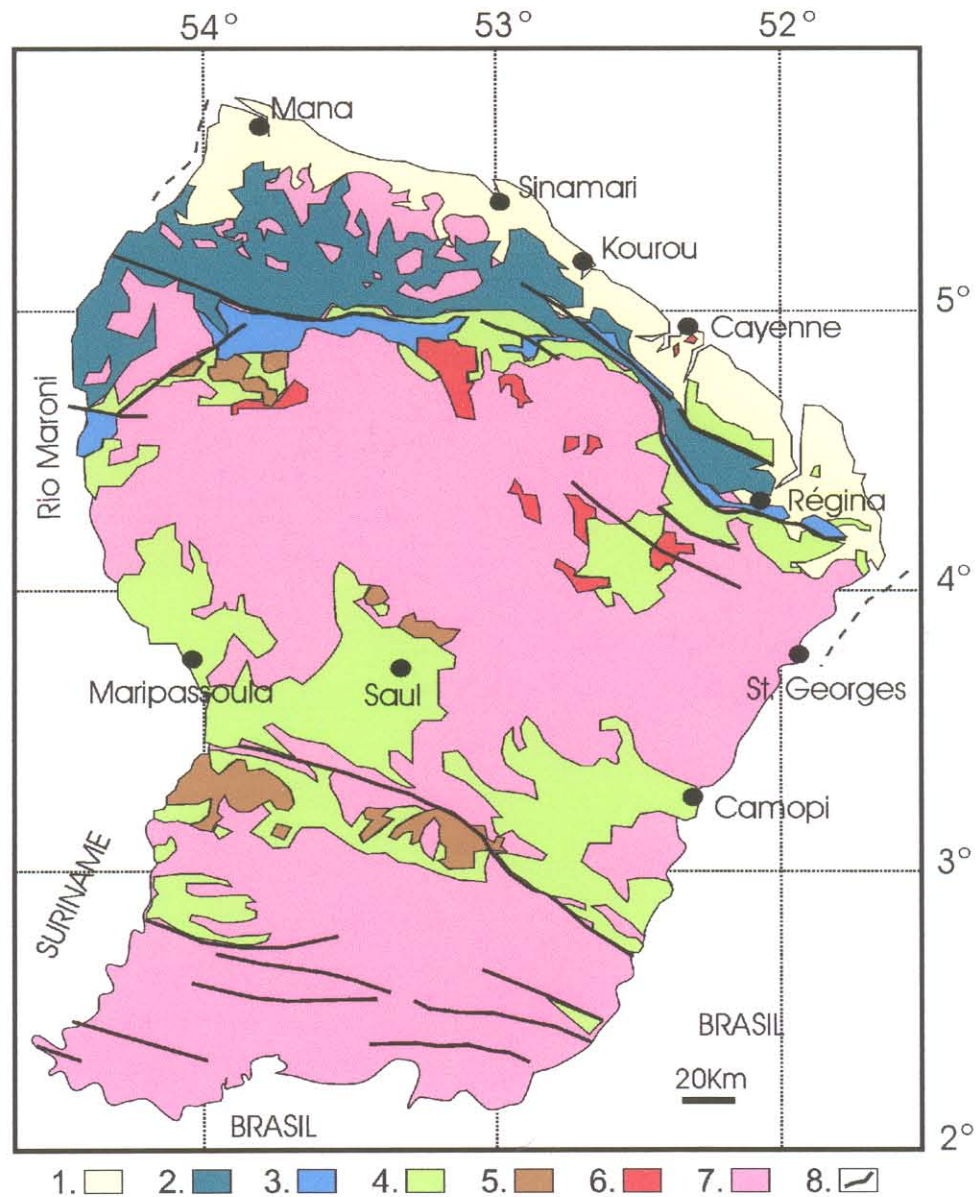 54° 53° 52°
Mana
Sinamari
Kourou
5°
Cayenne
Rio Maroni
Régina
4°
Maripassoula
Saul
St. Georges
Camopi
3°
SURINAME
BRASIL
20Km
BRASIL
2°
1. 2. 3. 4. 5. 6. 7. 8.